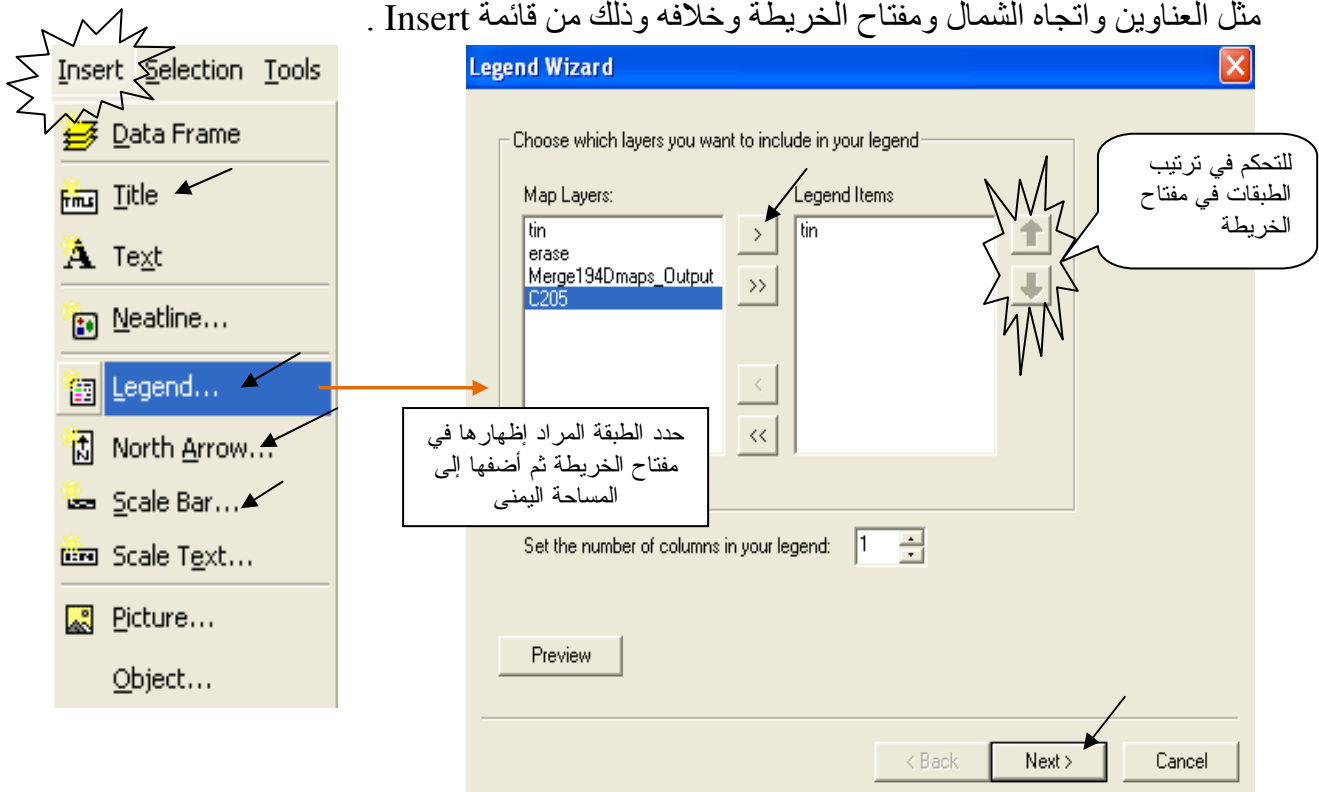 مثل العناوين واتجاه الشمال ومفتاح الخريطة وخلافه وذلك من قائمة Insert .
Insert Selection Tools
Data Frame
Title
Text
Neatline...
Legend...
North Arrow...
Scale Bar...
Scale Text...
Picture...
Object...
Legend Wizard
Choose which layers you want to include in your legend
Map Layers:
Legend Items
tin
erase
Merge194Dmaps_Output
C205
>
>>
<
<<
tin
للتحكم في ترتيب
الطبقات في مفتاح
الخريطة
حدد الطبقة المراد إظهارها في
مفتاح الخريطة ثم أضفها إلى
المساحة اليمنى
Set the number of columns in your legend: 1
Preview
< Back Next > Cancel